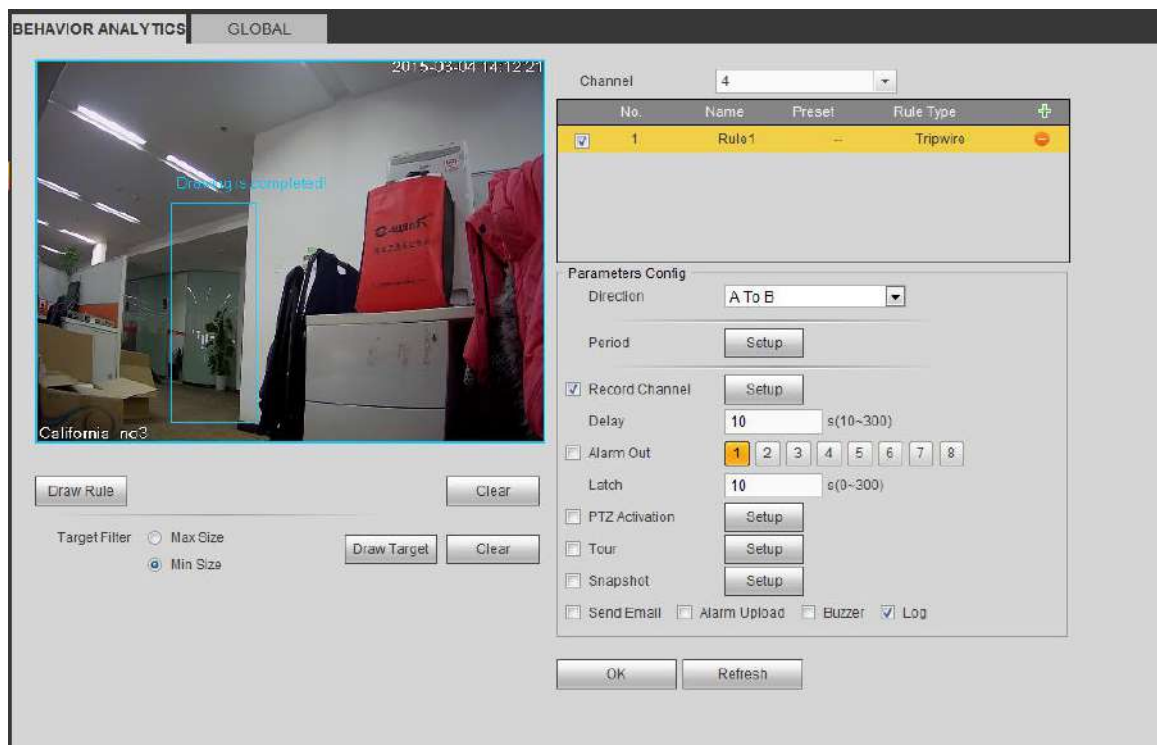 BEHAVIOR ANALYTICS GLOBAL
2015-03-04 14:12:21
Drawing is completed!
California no3
Draw Rule Clear
Target Filter Max Size
Min Size
Draw Target Clear
Channel 4
No. Name Preset Rule Type
1 Rule1 -- Tripwire
Parameters Config
Direction A To B
Period Setup
Record Channel Setup
Delay 10 s(10~300)
Alarm Out 1 2 3 4 5 6 7 8
Latch 10 s(0~300)
PTZ Activation Setup
Tour Setup
Snapshot Setup
Send Email Alarm Upload Buzzer Log
OK Refresh